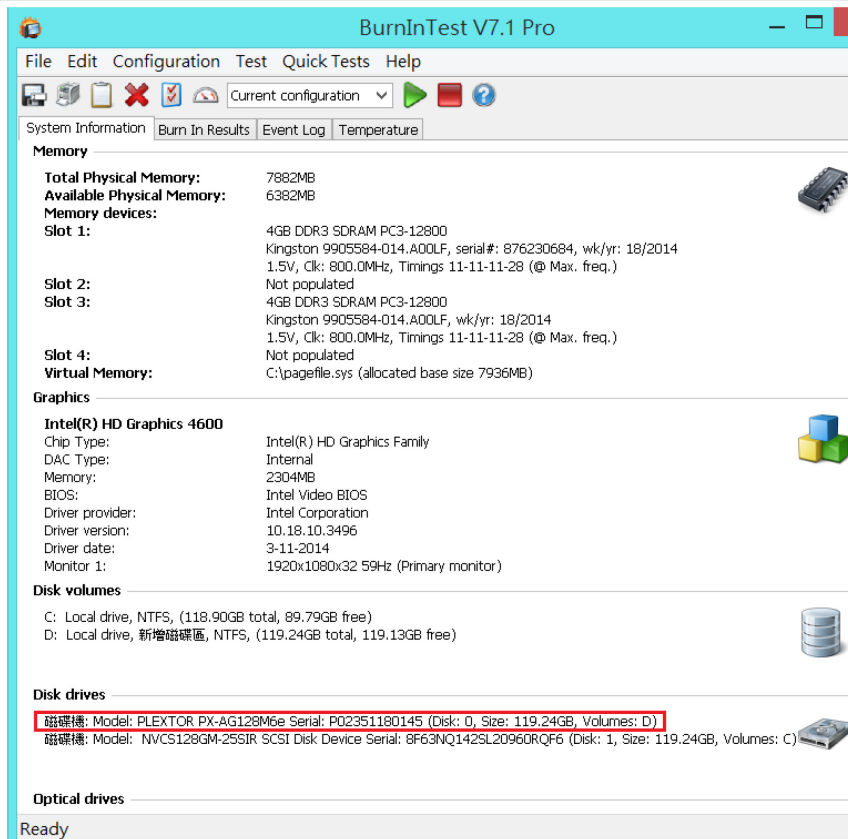 BurnInTest V7.1 Pro
File Edit Configuration Test Quick Tests Help
Current configuration
System Information Burn In Results Event Log Temperature
Memory
Total Physical Memory: 7882MB
Available Physical Memory: 6382MB
Memory devices:
Slot 1: 4GB DDR3 SDRAM PC3-12800
Kingston 9905584-014.A00LF, serial#: 876230684, wk/yr: 18/2014
1.5V, Clk: 800.0MHz, Timings 11-11-11-28 (@ Max. freq.)
Slot 2: Not populated
Slot 3: 4GB DDR3 SDRAM PC3-12800
Kingston 9905584-014.A00LF, wk/yr: 18/2014
1.5V, Clk: 800.0MHz, Timings 11-11-11-28 (@ Max. freq.)
Slot 4: Not populated
Virtual Memory: C:\pagefile.sys (allocated base size 7936MB)
Graphics
Intel(R) HD Graphics 4600
Chip Type: Intel(R) HD Graphics Family
DAC Type: Internal
Memory: 2304MB
BIOS: Intel Video BIOS
Driver provider: Intel Corporation
Driver version: 10.18.10.3496
Driver date: 3-11-2014
Monitor 1: 1920x1080x32 59Hz (Primary monitor)
Disk volumes
C: Local drive, NTFS, (118.90GB total, 89.79GB free)
D: Local drive, 新增磁碟區, NTFS, (119.24GB total, 119.13GB free)
Disk drives
磁碟機: Model: PLEXTOR PX-AG128M6e Serial: P02351180145 (Disk: 0, Size: 119.24GB, Volumes: D)
磁碟機: Model: NVCS128GM-25SIR SCSI Disk Device Serial: 8F63NQ142SL20960RQF6 (Disk: 1, Size: 119.24GB, Volumes: C)
Optical drives
Ready